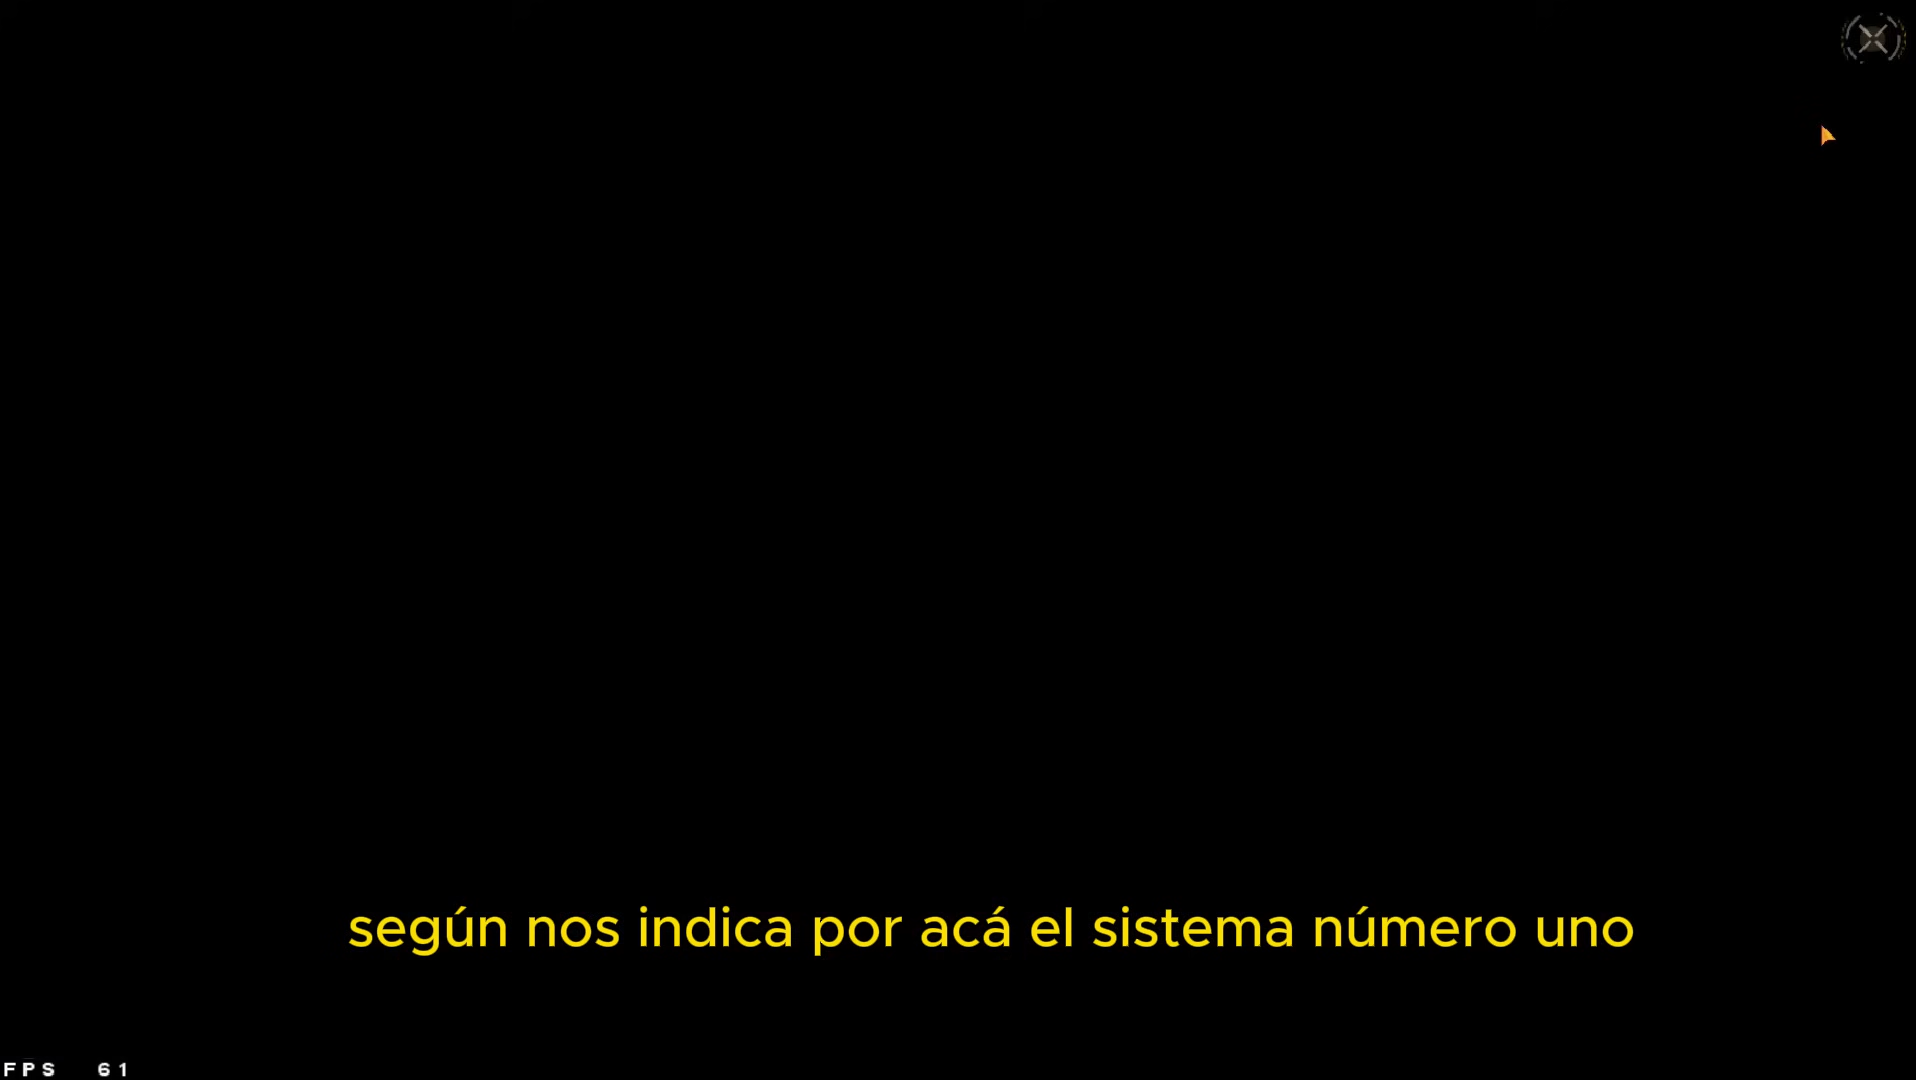 según nos indica por acá el sistema número uno
FPS 61